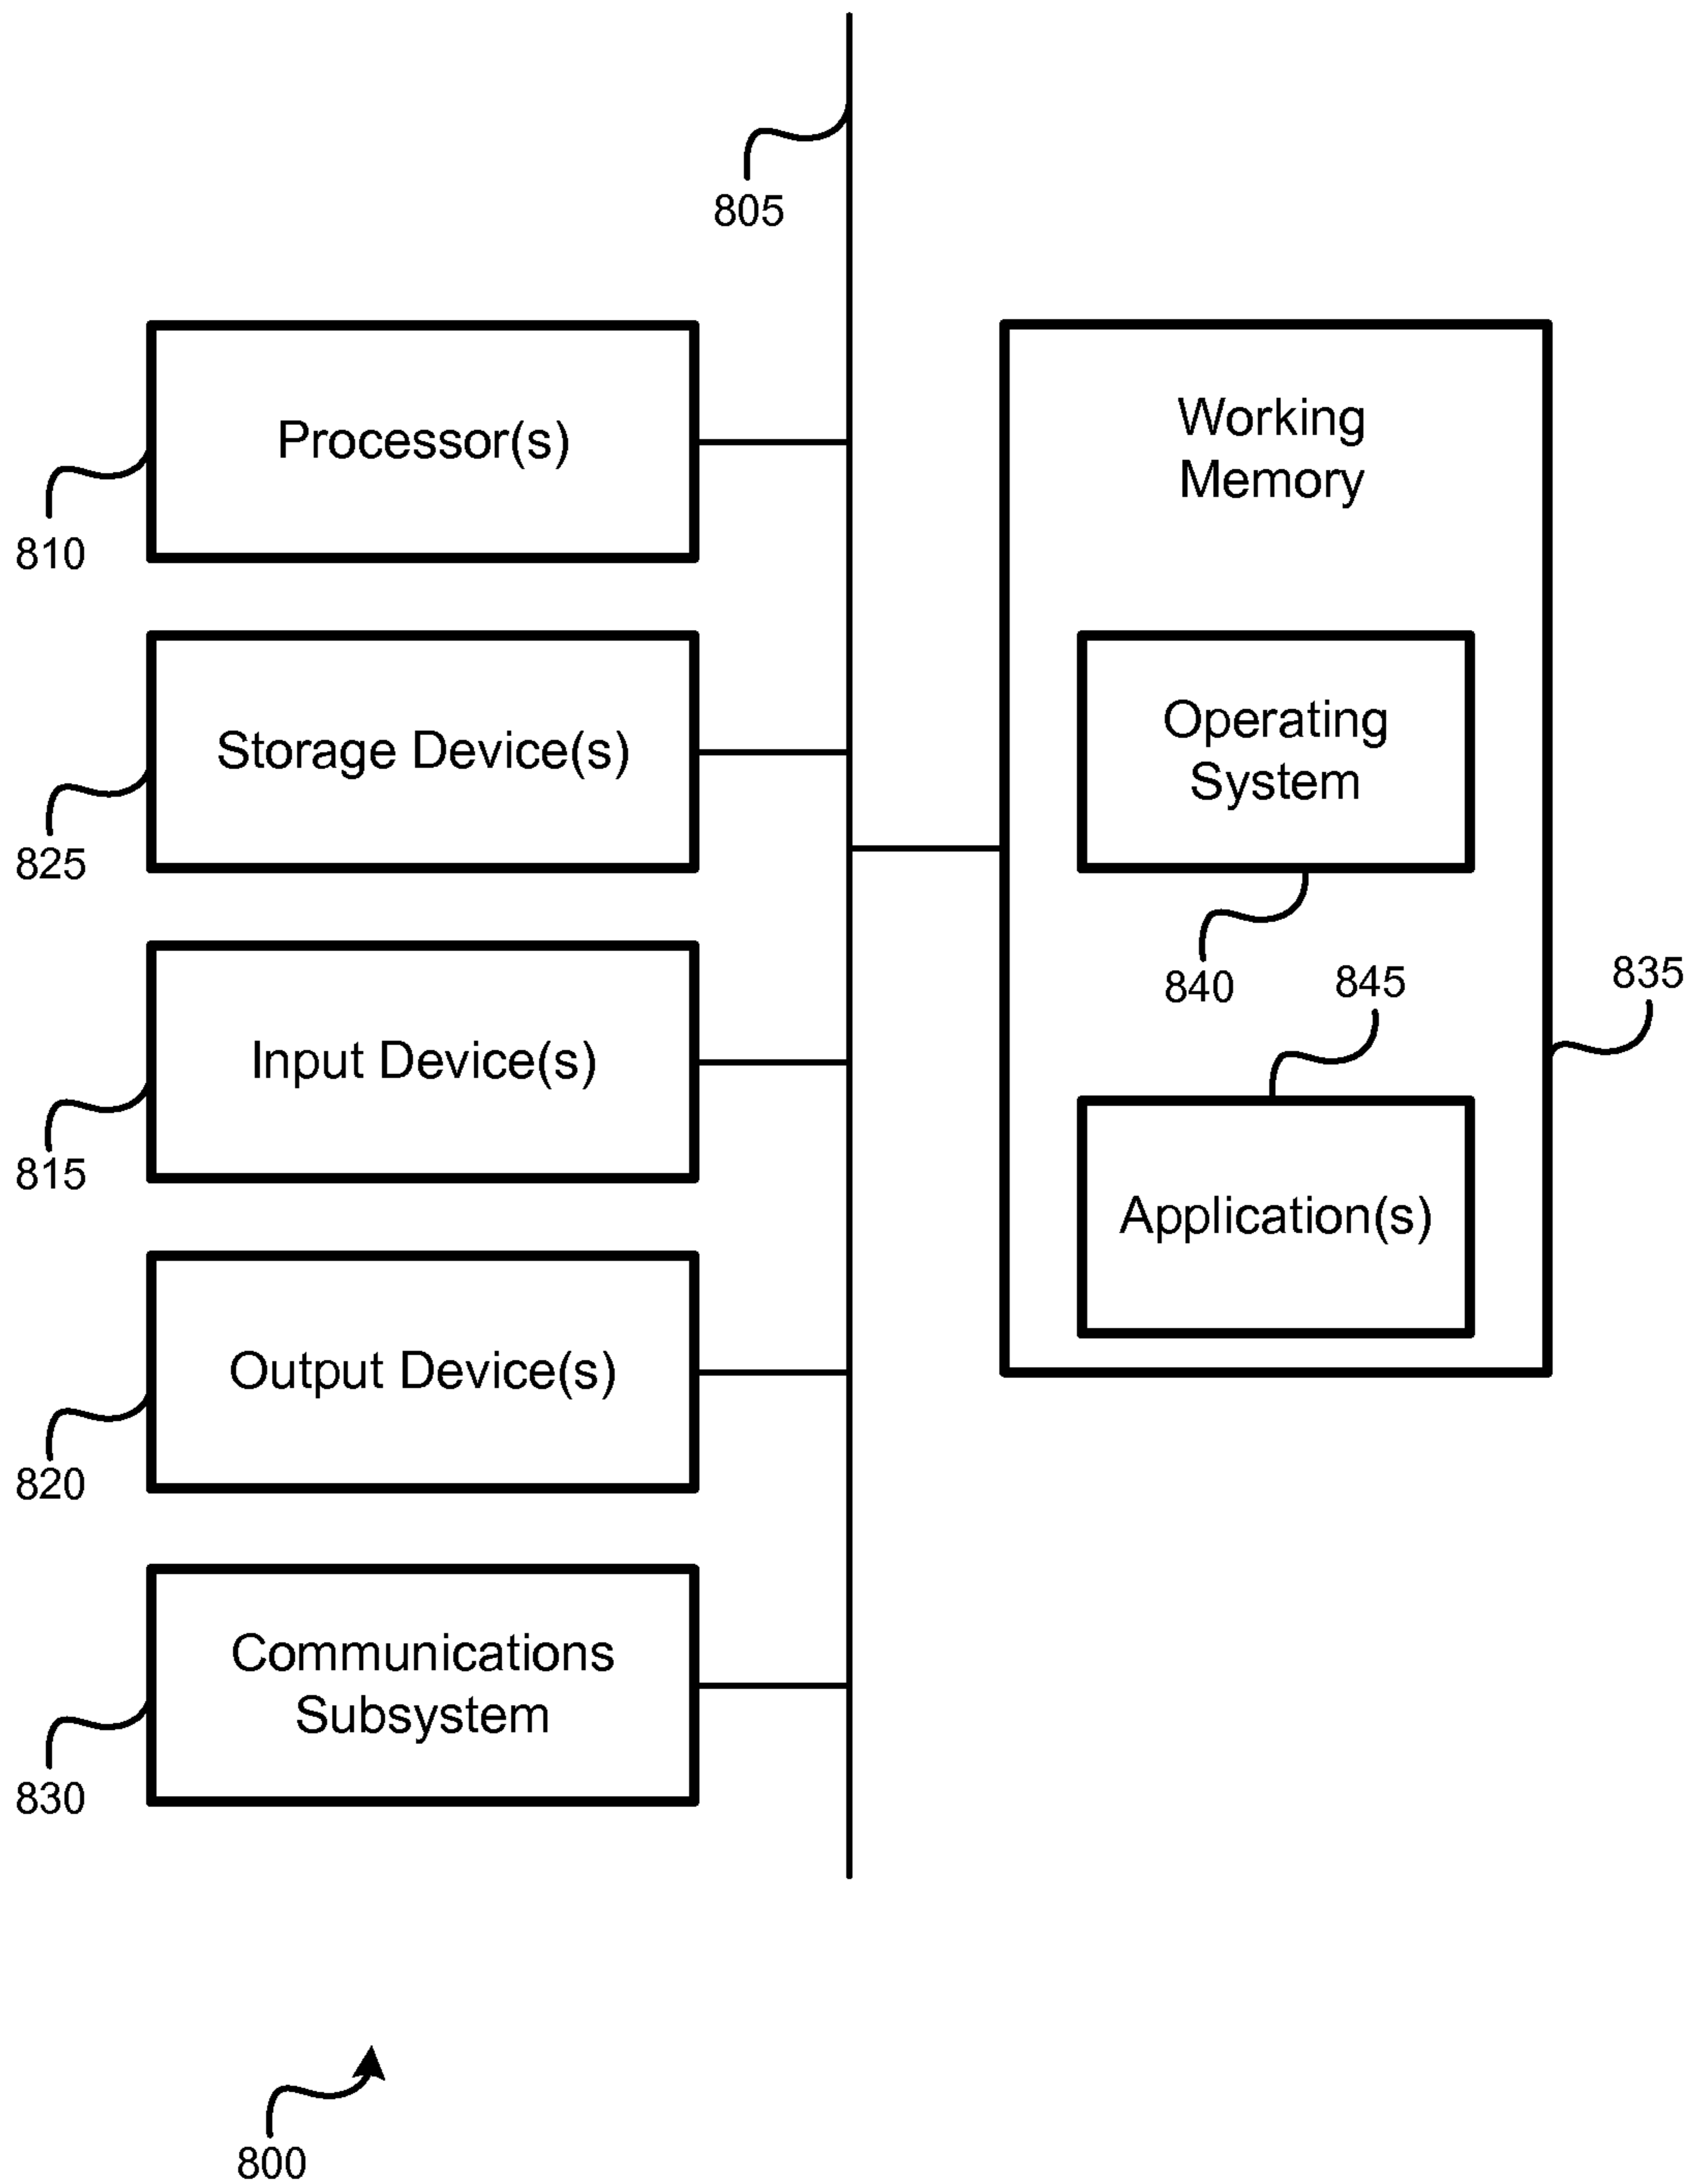 805
Processor(s)
810
Storage Device(s)
825
Input Device(s)
815
Output Device(s)
820
Communications
Subsystem
830
Working
Memory
Operating
System
840
845
835
Application(s)
800